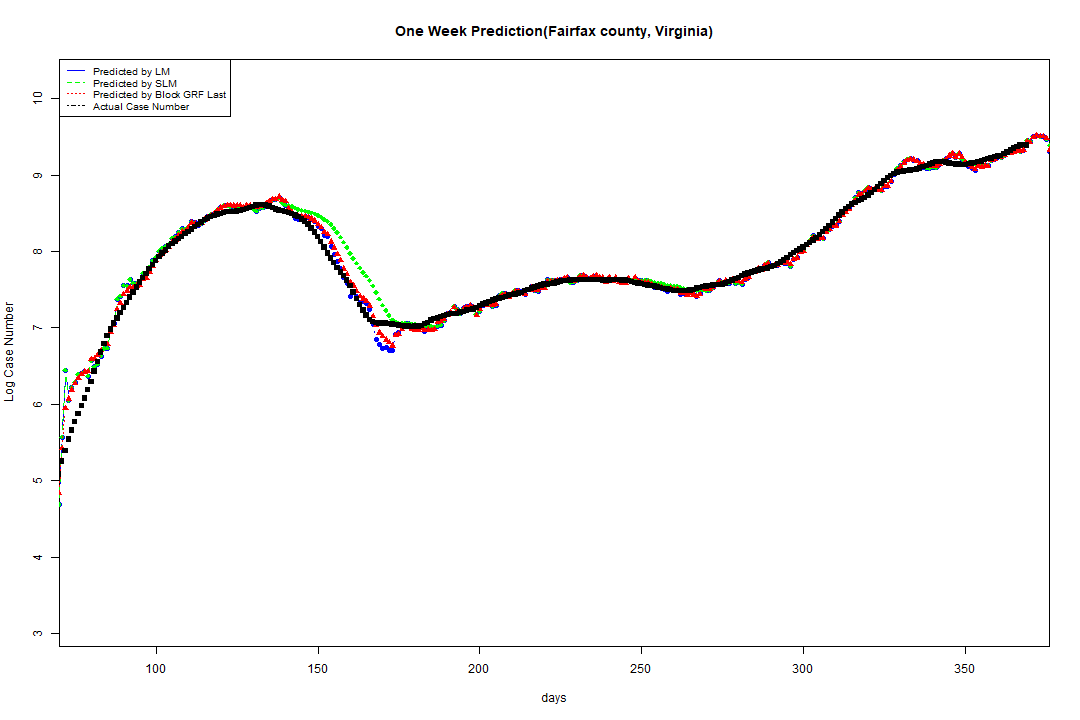 One Week Prediction(Fairfax county, Virginia)
Predicted by LM
Predicted by SLM
Predicted by Block GRF Last
Actual Case Number
10
9
8
7
6
5
4
3
Log Case Number
100 150 200 250 300 350
days